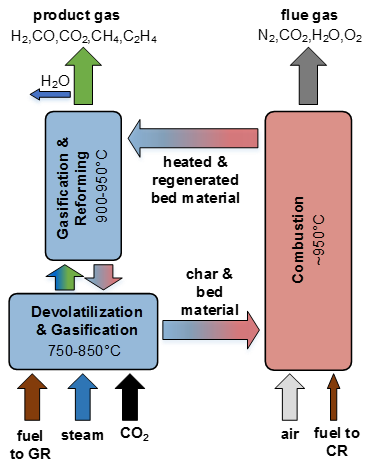 product gas
H₂,CO,CO₂,CH₄,C₂H₄
flue gas
N₂,CO₂,H₂O,O₂
H₂O
Gasification &
Reforming
900-950°C
heated &
regenerated
bed material
Combustion
~950°C
Devolatilization
& Gasification
750-850°C
char &
bed
material
fuel
to GR
steam
CO₂
air
fuel to
CR